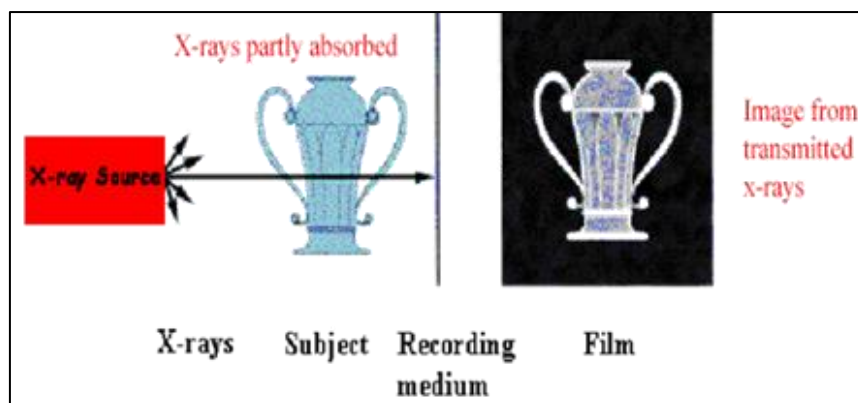 X-rays partly absorbed
X-ray Source
Image from
transmitted
x-rays
X-rays Subject Recording Film
medium